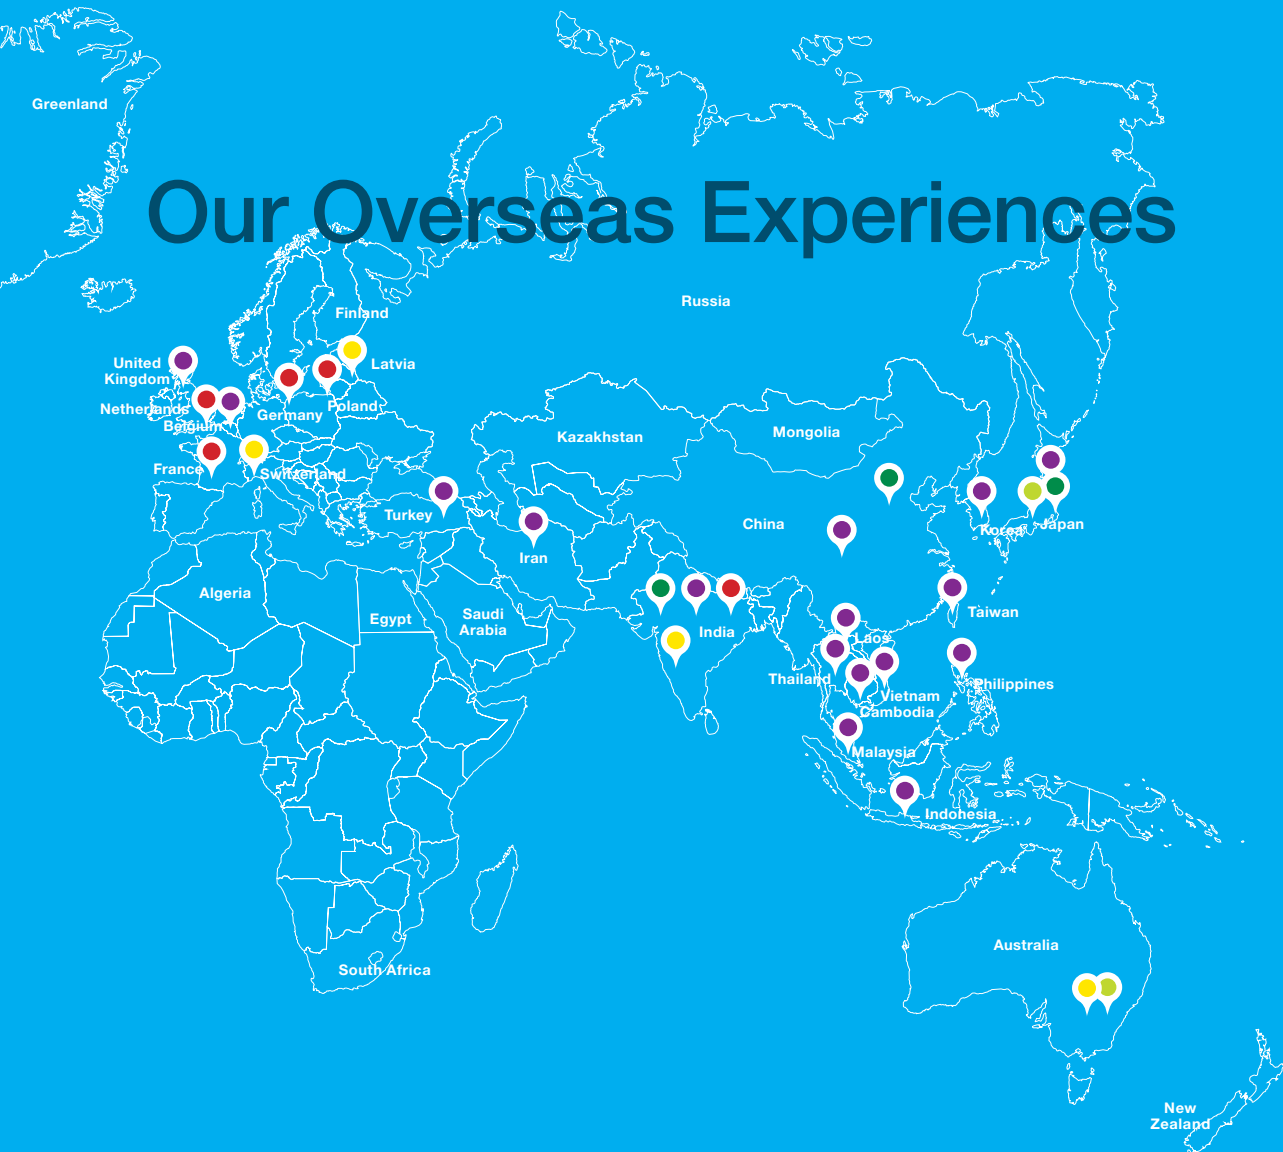 Greenland
Our Overseas Experiences
Russia
Finland
United
Kingdom
Latvia
Netherlands
Belgium
Germany
Poland
Kazakhstan
Mongolia
France
Switzerland
Turkey
China
Korea
Japan
Iran
Algeria
Egypt
Saudi
Arabia
India
Taiwan
Laos
Thailand
Philippines
Vietnam
Cambodia
Malaysia
Indonesia
Australia
South Africa
New
Zealand